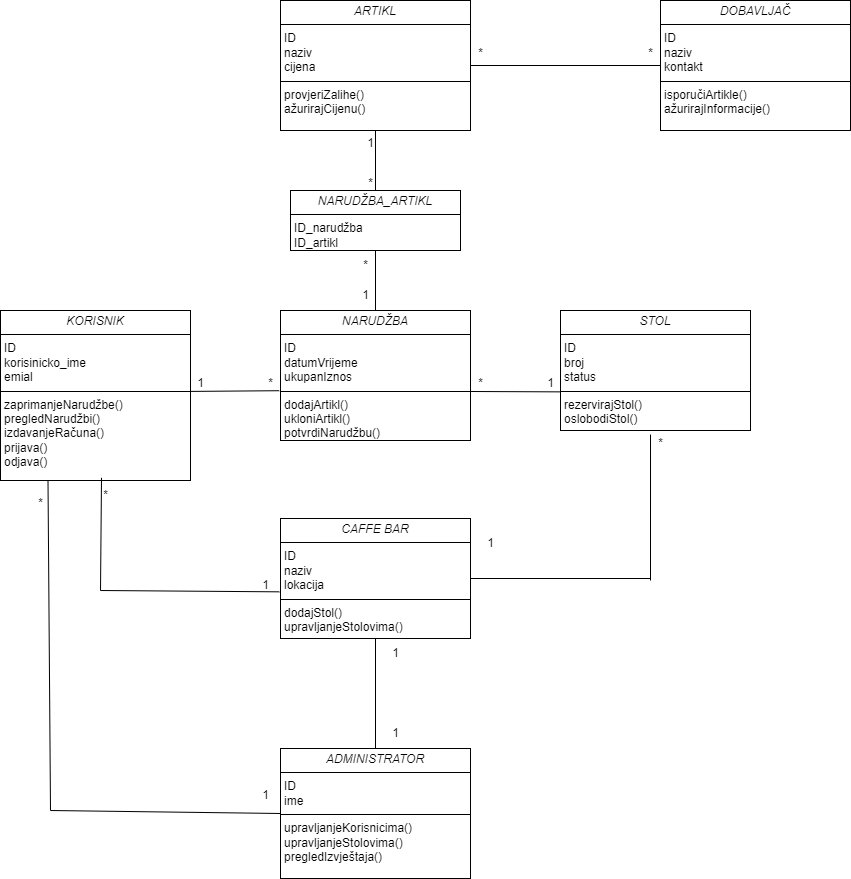 ARTIKL
ID
naziv
cijena
provjeriZalihe()
ažurirajCijenu()
*
*
DOBAVLJAČ
ID
naziv
kontakt
isporučiArtikle()
ažurirajInformacije()
1
*
NARUDŽBA_ARTIKL
ID_narudžba
ID_artikl
*
1
KORISNIK
ID
korisinicko_ime
emial
zaprimanjeNarudžbe()
pregledNarudžbi()
izdavanjeRačuna()
prijava()
odjava()
1
*
NARUDŽBA
ID
datumVrijeme
ukupanIznos
dodajArtikl()
ukloniArtikl()
potvrdiNarudžbu()
*
1
STOL
ID
broj
status
rezervirajStol()
oslobodiStol()
*
*
*
1
1
CAFFE BAR
ID
naziv
lokacija
dodajStol()
upravljanjeStolovima()
1
1
1
ADMINISTRATOR
ID
ime
upravljanjeKorisnicima()
upravljanjeStolovima()
pregledIzvještaja()